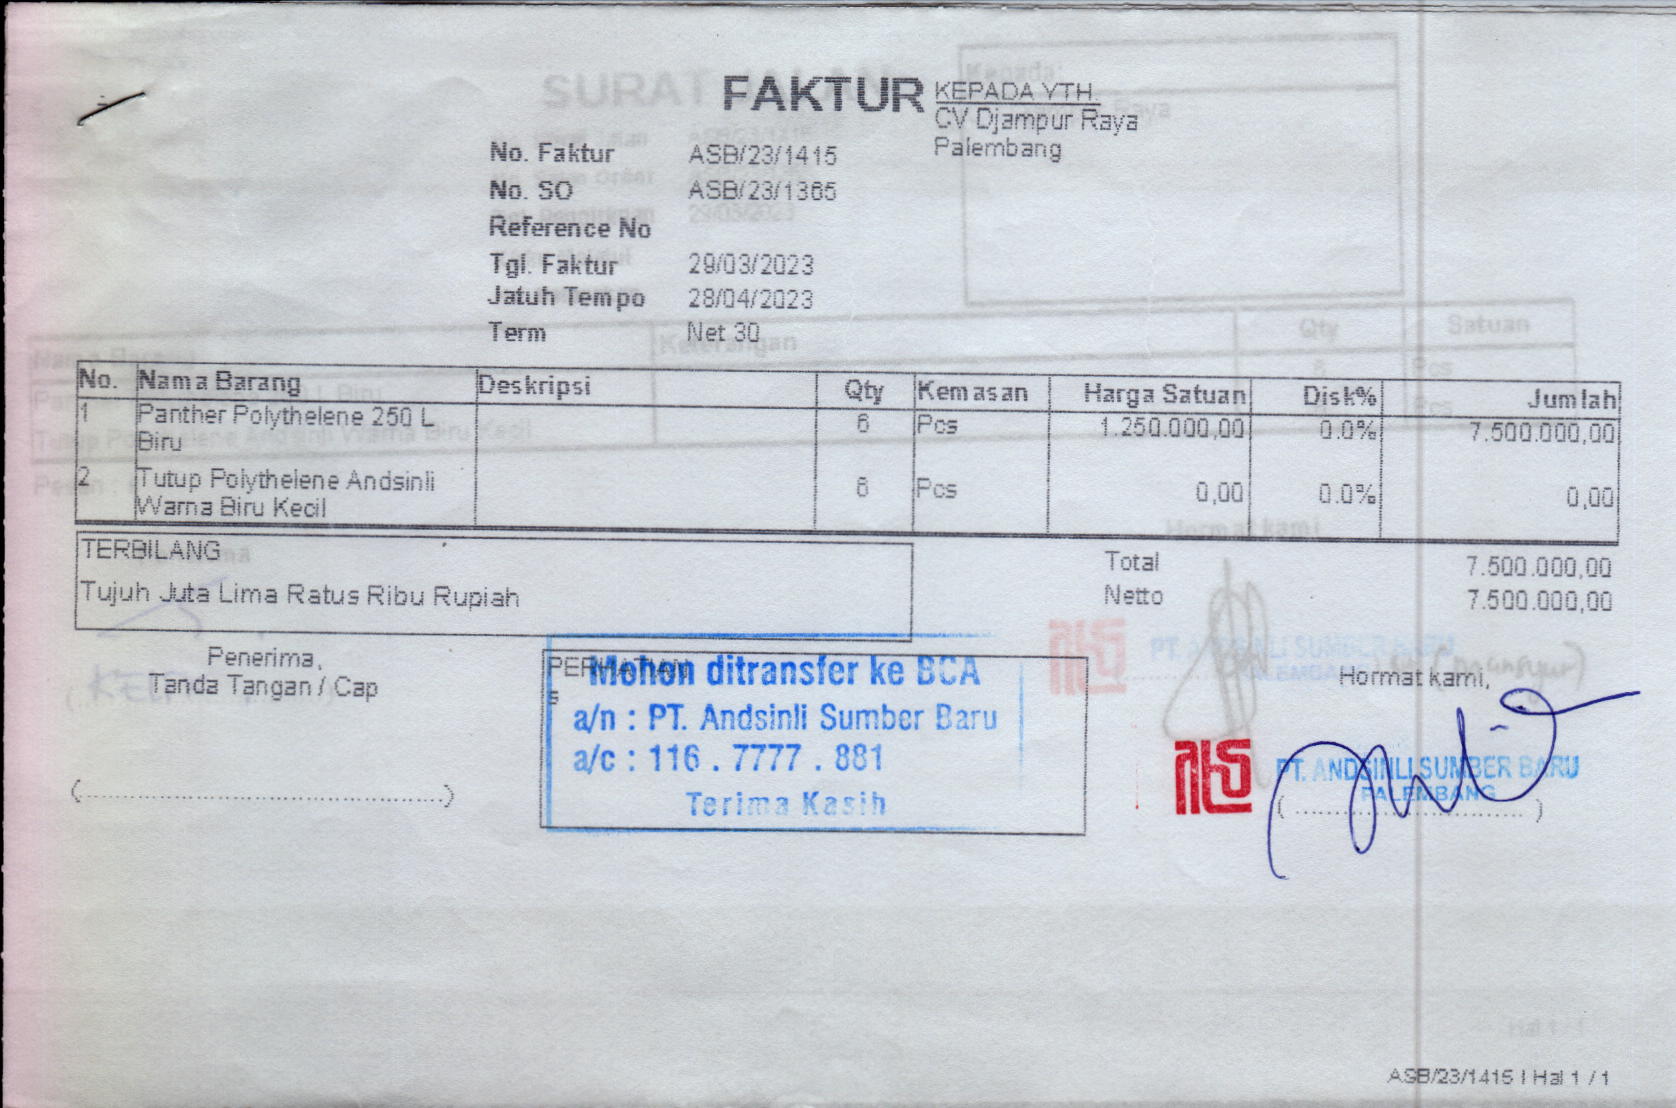 FAKTUR
KEPADA YTH.
CV Djampur Raya
Palembang
No. Faktur ASB/23/1415
No. SO ASB/23/1365
Reference No
Tgl. Faktur 29/03/2023
Jatuh Tempo 28/04/2023
Term Net 30
No. Nama Barang Deskripsi Qty Kemasan Harga Satuan Disk% Jumlah
1 Panther Polythelene 250 L Biru 6 Pcs 1.250.000,00 0.0% 7.500.000,00
2 Tutup Polythelene Andsinli Warna Biru Kecil 6 Pcs 0,00 0.0% 0,00
TERBILANG
Tujuh Juta Lima Ratus Ribu Rupiah
Total 7.500.000,00
Netto 7.500.000,00
Penerima,
Tanda Tangan / Cap
(..............................................)
PERHATIAN
s
Mohon ditransfer ke BCA
a/n : PT. Andsinli Sumber Baru
a/c : 116 . 7777 . 881
Terima Kasih
Hormat kami,
PT. ANDSINLI SUMBER BARU
PALEMBANG
(..............................)
ASB/23/1415 | Hal 1 / 1